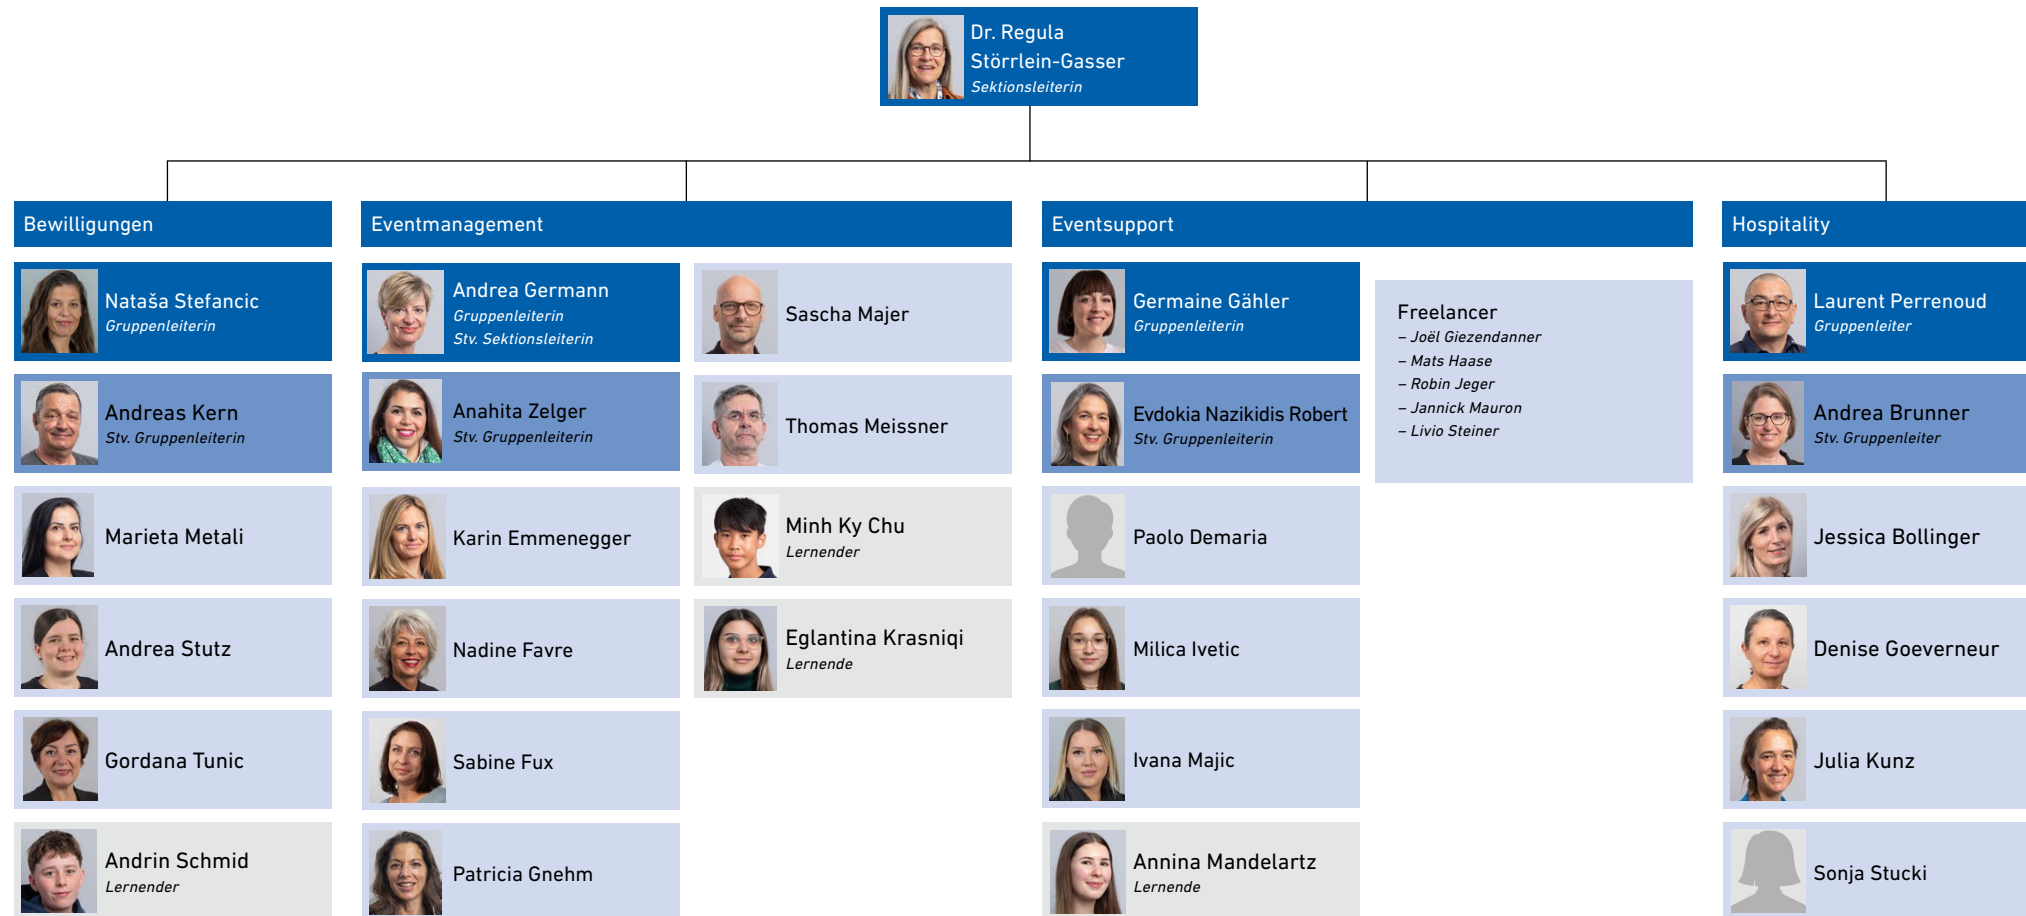 Dr. Regula
Störrlein-Gasser
Sektionsleiterin
Bewilligungen
Nataša Stefancic
Gruppenleiterin
Andreas Kern
Stv. Gruppenleiterin
Marieta Metali
Andrea Stutz
Gordana Tunic
Andrin Schmid
Lernender
Eventmanagement
Andrea Germann
Gruppenleiterin
Stv. Sektionsleiterin
Anahita Zelger
Stv. Gruppenleiterin
Karin Emmenegger
Nadine Favre
Sabine Fux
Patricia Gnehm
Sascha Majer
Thomas Meissner
Minh Ky Chu
Lernender
Eglantina Krasniqi
Lernende
Eventsupport
Germaine Gähler
Gruppenleiterin
Evdokia Nazikidis Robert
Stv. Gruppenleiterin
Paolo Demaria
Milica Ivetic
Ivana Majic
Annina Mandelartz
Lernende
Freelancer
– Joël Giezendanner
– Mats Haase
– Robin Jeger
– Jannick Mauron
– Livio Steiner
Hospitality
Laurent Perrenoud
Gruppenleiter
Andrea Brunner
Stv. Gruppenleiter
Jessica Bollinger
Denise Goeverneur
Julia Kunz
Sonja Stucki